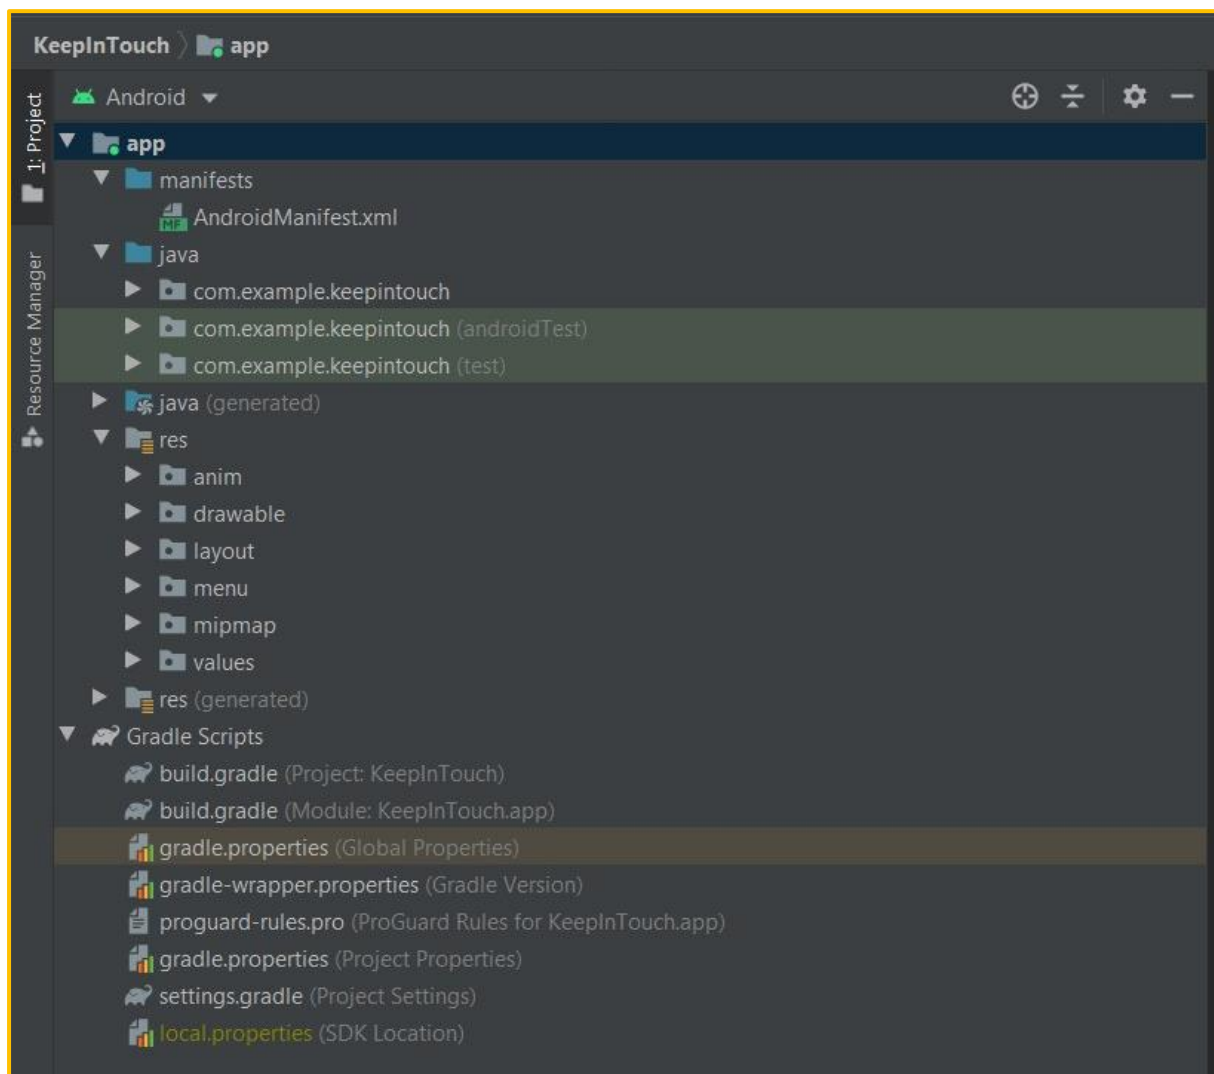 KeepInTouch app
1: Project
Resource Manager
Android
app
manifests
MF AndroidManifest.xml
java
com.example.keepintouch
com.example.keepintouch (androidTest)
com.example.keepintouch (test)
java (generated)
res
anim
drawable
layout
menu
mipmap
values
res (generated)
Gradle Scripts
build.gradle (Project: KeepInTouch)
build.gradle (Module: KeepInTouch.app)
gradle.properties (Global Properties)
gradle-wrapper.properties (Gradle Version)
proguard-rules.pro (ProGuard Rules for KeepInTouch.app)
gradle.properties (Project Properties)
settings.gradle (Project Settings)
local.properties (SDK Location)